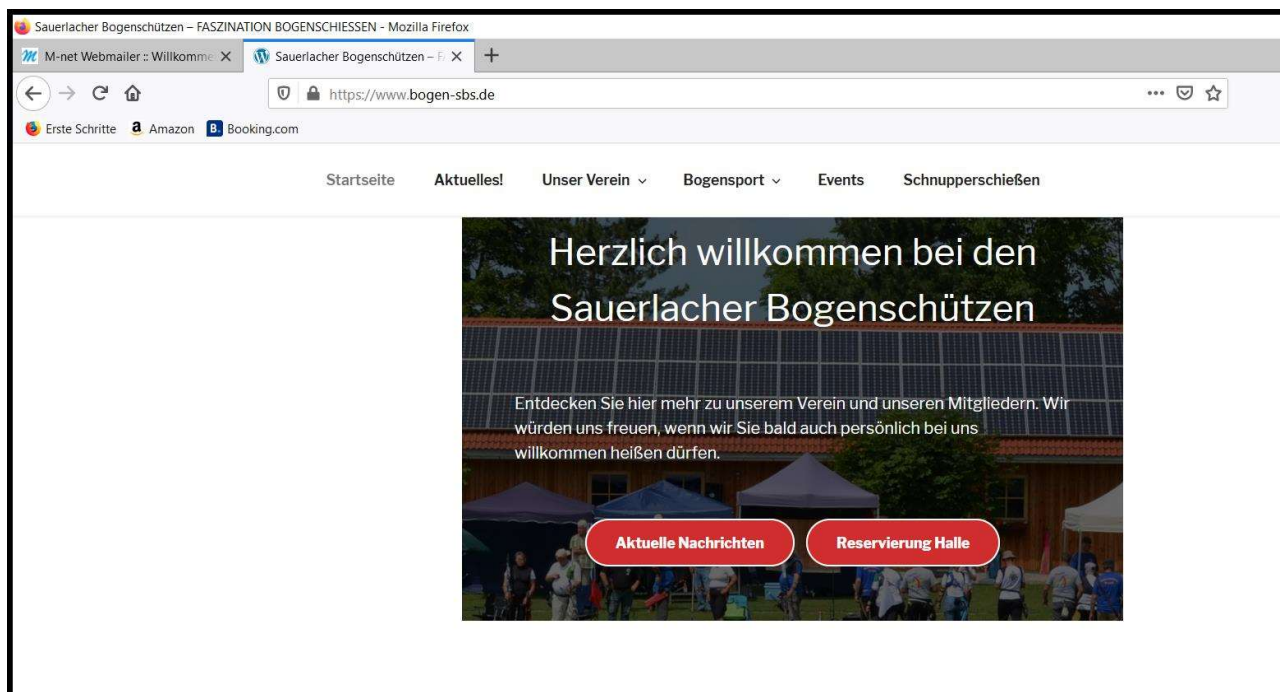 Sauerlacher Bogenschützen – FASZINATION BOGENSCHIESSEN - Mozilla Firefox
M-net Webmailer :: Willkomme
Sauerlacher Bogenschützen – F
https://www.bogen-sbs.de
Erste Schritte a Amazon B. Booking.com
Startseite Aktuelles! Unser Verein Bogensport Events Schnupperschießen
Herzlich willkommen bei den
Sauerlacher Bogenschützen
Entdecken Sie hier mehr zu unserem Verein und unseren Mitgliedern. Wir
würden uns freuen, wenn wir Sie bald auch persönlich bei uns
willkommen heißen dürfen.
Aktuelle Nachrichten Reservierung Halle